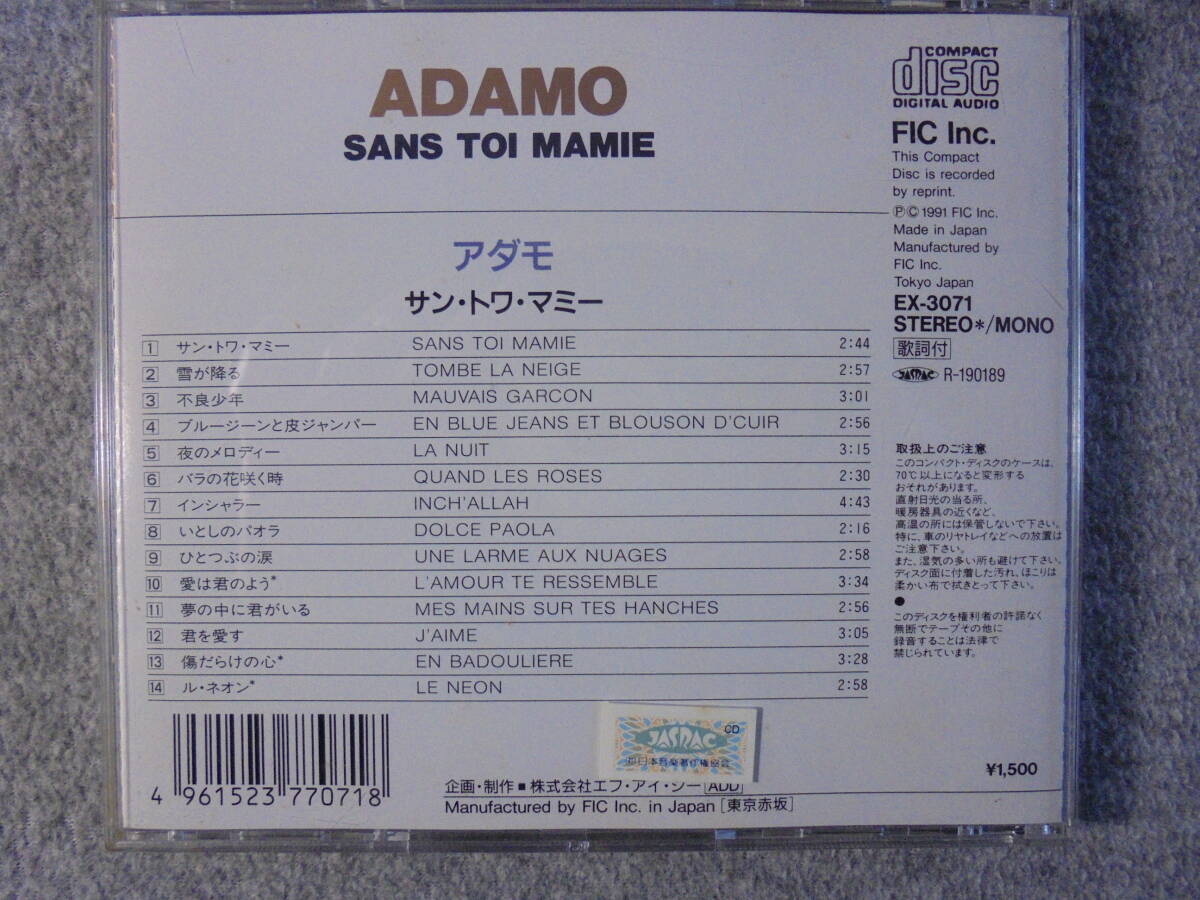 ADAMO
SANS TOI MAMIE
アダモ
サン・トワ・マミー
1 サン・トワ・マミー SANS TOI MAMIE 2:44
2 雪が降る TOMBE LA NEIGE 2:57
3 不良少年 MAUVAIS GARCON 3:01
4 ブルージーンと皮ジャンパー EN BLUE JEANS ET BLOUSON D'CUIR 2:56
5 夜のメロディー LA NUIT 3:15
6 バラの花咲く時 QUAND LES ROSES 2:30
7 インシャラー INCH'ALLAH 4:43
8 いとしのパオラ DOLCE PAOLA 2:16
9 ひとつぶの涙 UNE LARME AUX NUAGES 2:58
10 愛は君のよう* L'AMOUR TE RESSEMBLE 3:34
11 夢の中に君がいる MES MAINS SUR TES HANCHES 2:56
12 君を愛す J'AIME 3:05
13 傷だらけの心* EN BADOULIERE 3:28
14 ル・ネオン* LE NEON 2:58
4 961523 770718
JASRAC CD
日本音楽著作権協会
企画・制作■株式会社エフ・アイ・シー [ADD]
Manufactured by FIC Inc. in Japan [東京赤坂]
COMPACT
disc
DIGITAL AUDIO
FIC Inc.
This Compact
Disc is recorded
by reprint.
ⓅⒸ 1991 FIC Inc.
Made in Japan
Manufactured by
FIC Inc.
Tokyo Japan
EX-3071
STEREO*/MONO
歌詞付
JASRAC R-190189
取扱上のご注意
このコンパクト・ディスクのケースは、
70℃以上になると変形する
おそれがあります。
直射日光の当る所、
暖房器具の近くなど、
高温の所には保管しないで下さい。
特に、車のリヤトレイなどへの放置は
ご注意下さい。
また、湿気の多い所も避けて下さい。
ディスク面に付着した汚れ、ほこりは
柔かい布で拭きとって下さい。
●
このディスクを権利者の許諾なく
無断でテープその他に
録音することは法律で
禁じられています。
¥1,500